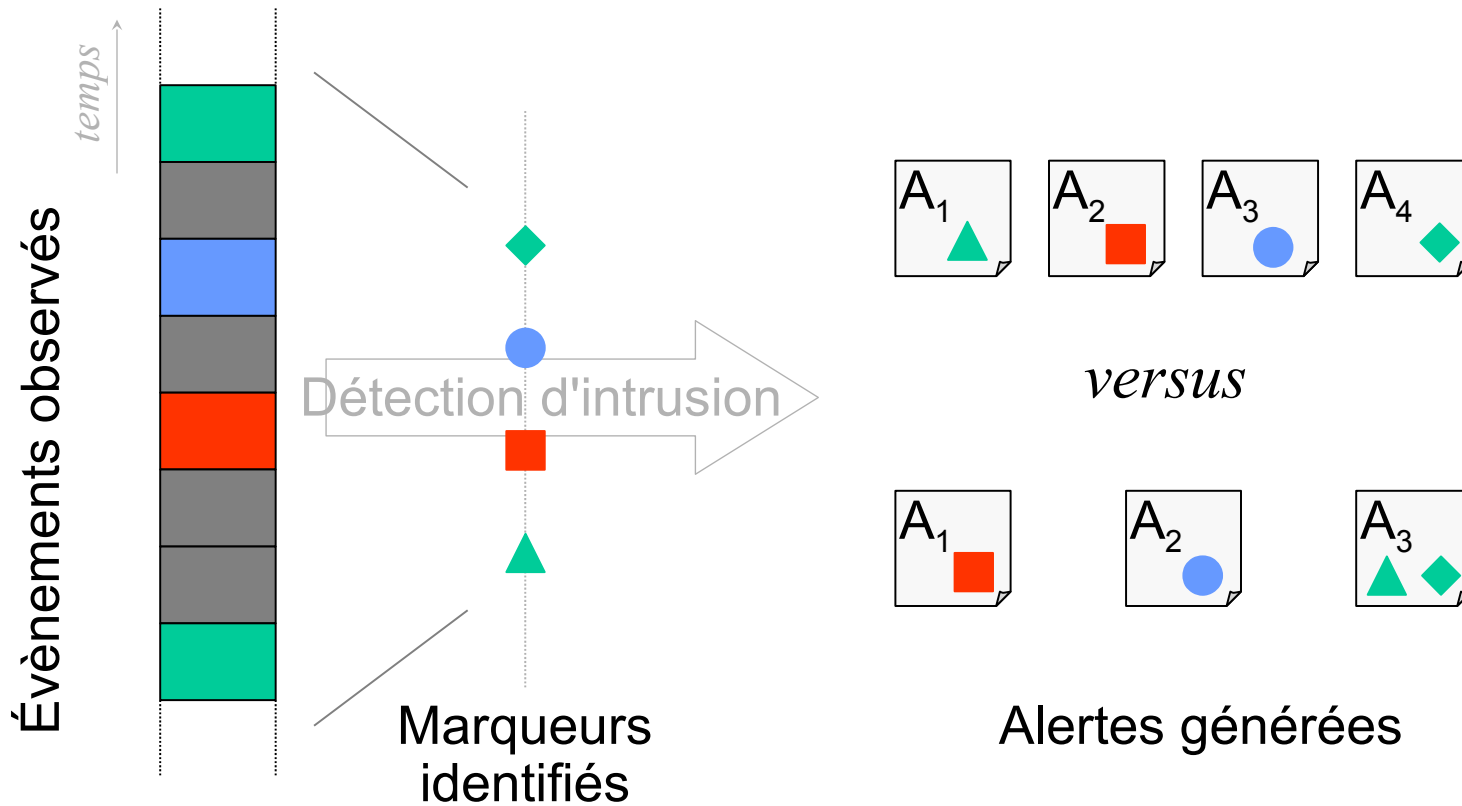 temps
Évènements observés
Détection d'intrusion
Marqueurs
identifiés
A1
A2
A3
A4
versus
A1
A2
A3
Alertes générées